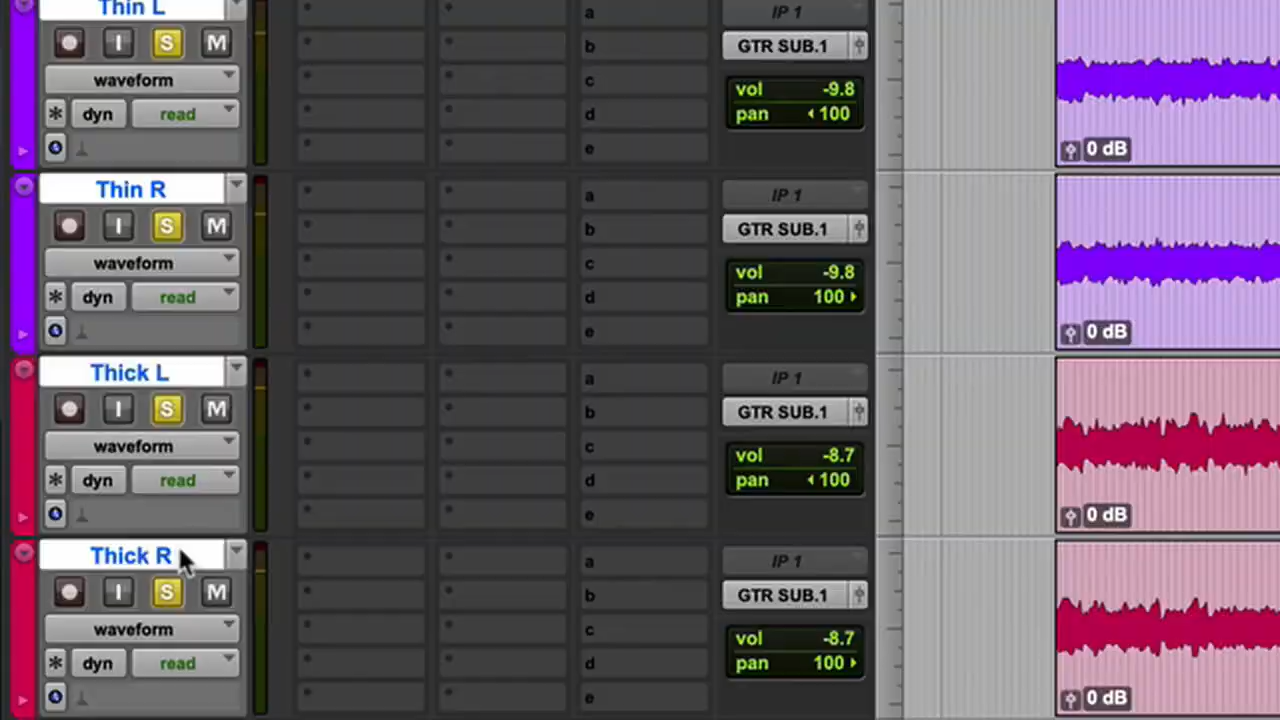 Thin L
I S M
waveform
* dyn read
a
b
c
d
e
IP 1
GTR SUB.1
vol -9.8
pan ◂100
0 dB
Thin R
I S M
waveform
* dyn read
a
b
c
d
e
IP 1
GTR SUB.1
vol -9.8
pan 100▸
0 dB
Thick L
I S M
waveform
* dyn read
a
b
c
d
e
IP 1
GTR SUB.1
vol -8.7
pan ◂100
0 dB
Thick R
I S M
waveform
* dyn read
a
b
c
d
e
IP 1
GTR SUB.1
vol -8.7
pan 100▸
0 dB